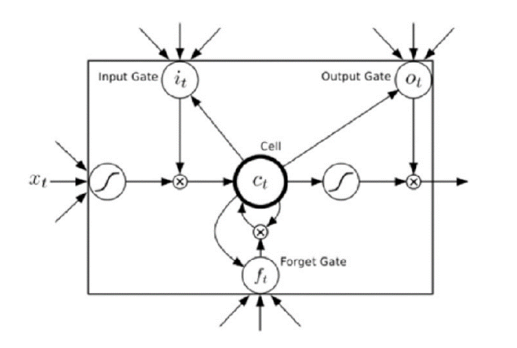 Input Gate
i_t
Output Gate
o_t
Cell
x_t
c_t
Forget Gate
f_t